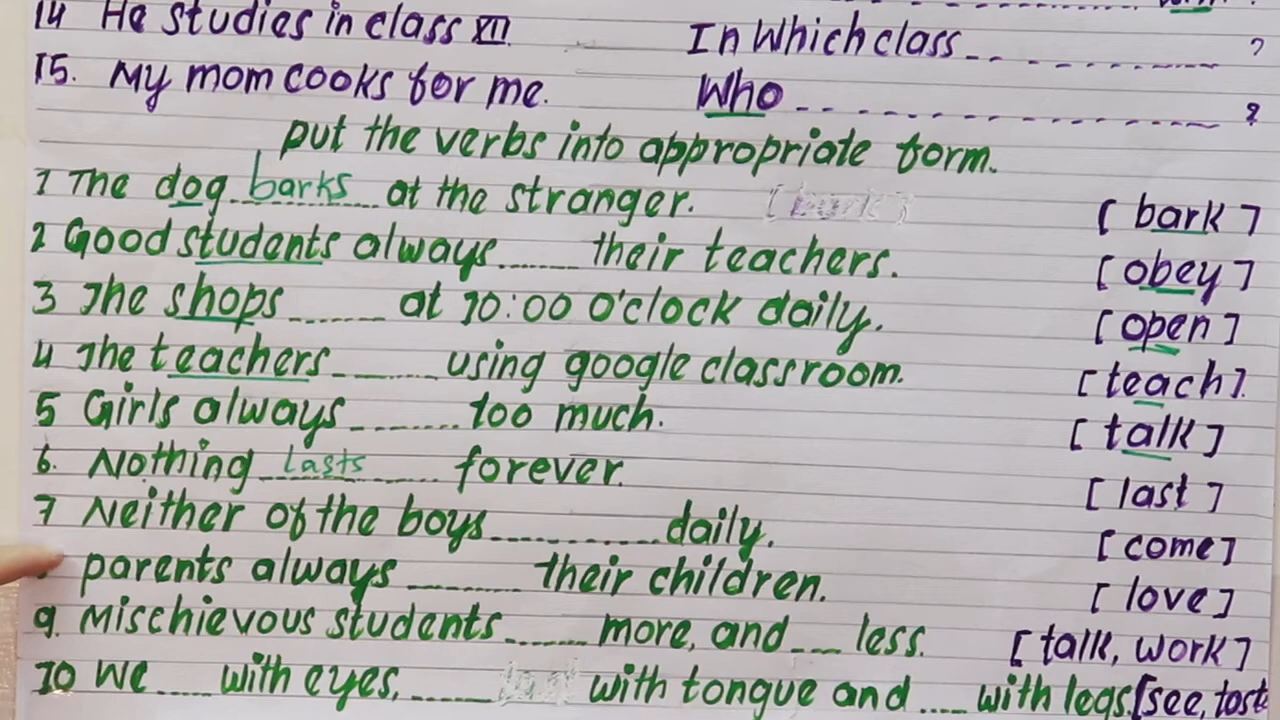 14 He studies in class XII. In Which class ?
15. My mom cooks for me. Who ?
put the verbs into appropriate form.
1 The dog barks at the stranger. [ bark ]
2 Good students always ...... their teachers. [ obey ]
3 The shops ...... at 10:00 O'clock daily. [ open ]
4 The teachers ...... using google classroom. [ teach ].
5 Girls always ...... too much. [ talk ]
6. Nothing lasts forever. [ last ]
7 Neither of the boys ...... daily. [ come ]
parents always ...... their children. [ love ]
9. Mischievous students ...... more, and ... less. [ talk, work ]
10 We .... with eyes, ...... with tongue and .... with legs. [see, tast